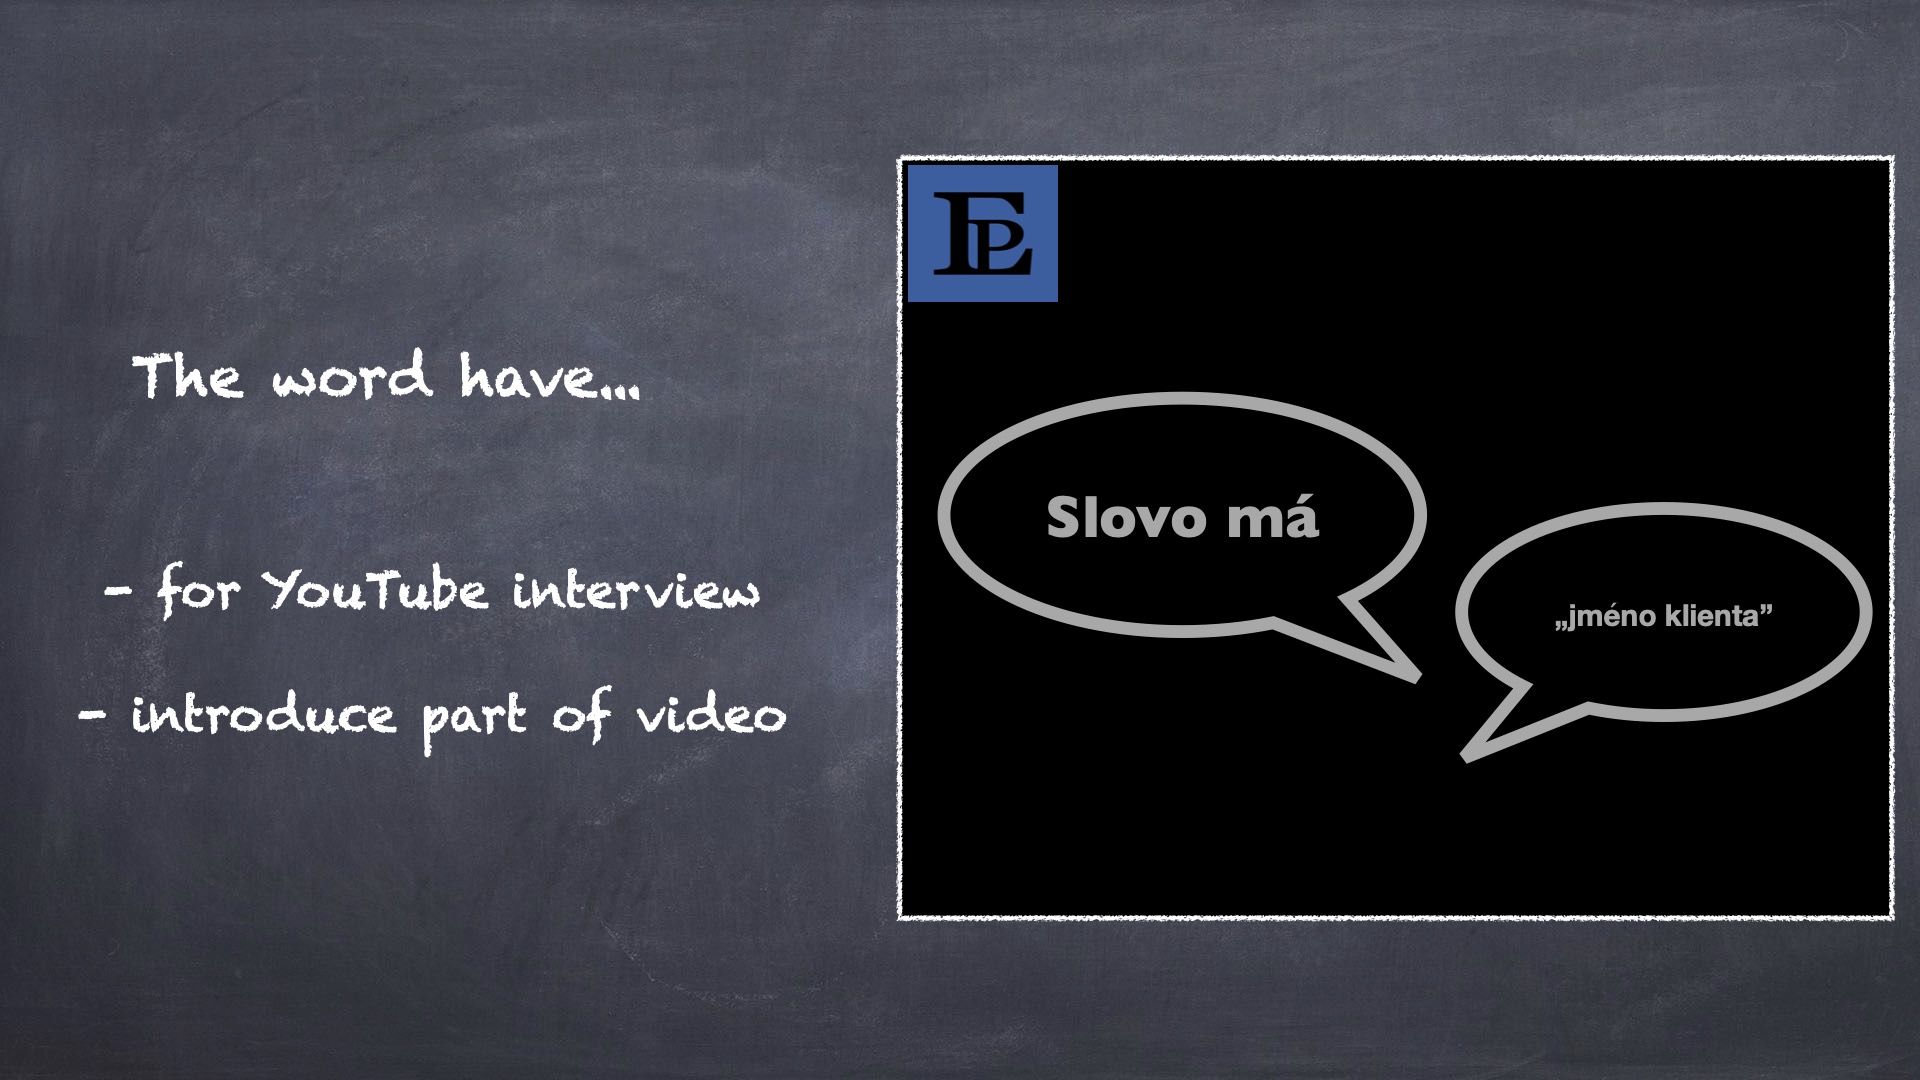 The word have...
- for YouTube interview
- introduce part of video
EP
Slovo má
„jméno klienta”